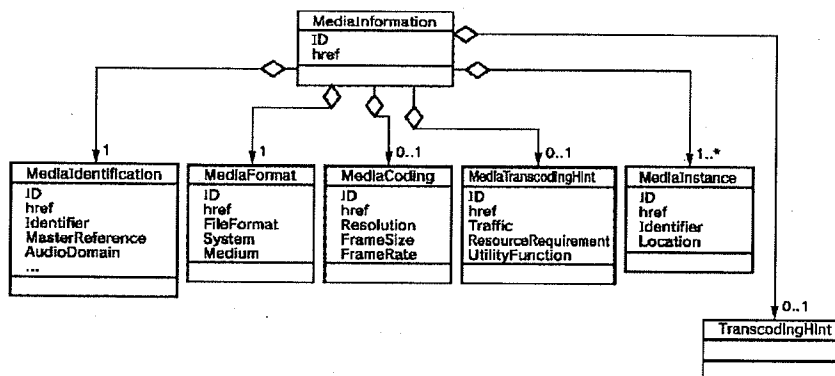 MediaInformation
ID
href
1
1
0..1
0..1
1..*
MediaIdentification
ID
href
Identifier
MasterReference
AudioDomain
...
MediaFormat
ID
href
FileFormat
System
Medium
MediaCoding
ID
href
Resolution
FrameSize
FrameRate
MediaTranscodingHint
ID
href
Traffic
ResourceRequirement
UtilityFunction
MediaInstance
ID
href
Identifier
Location
0..1
TranscodingHint